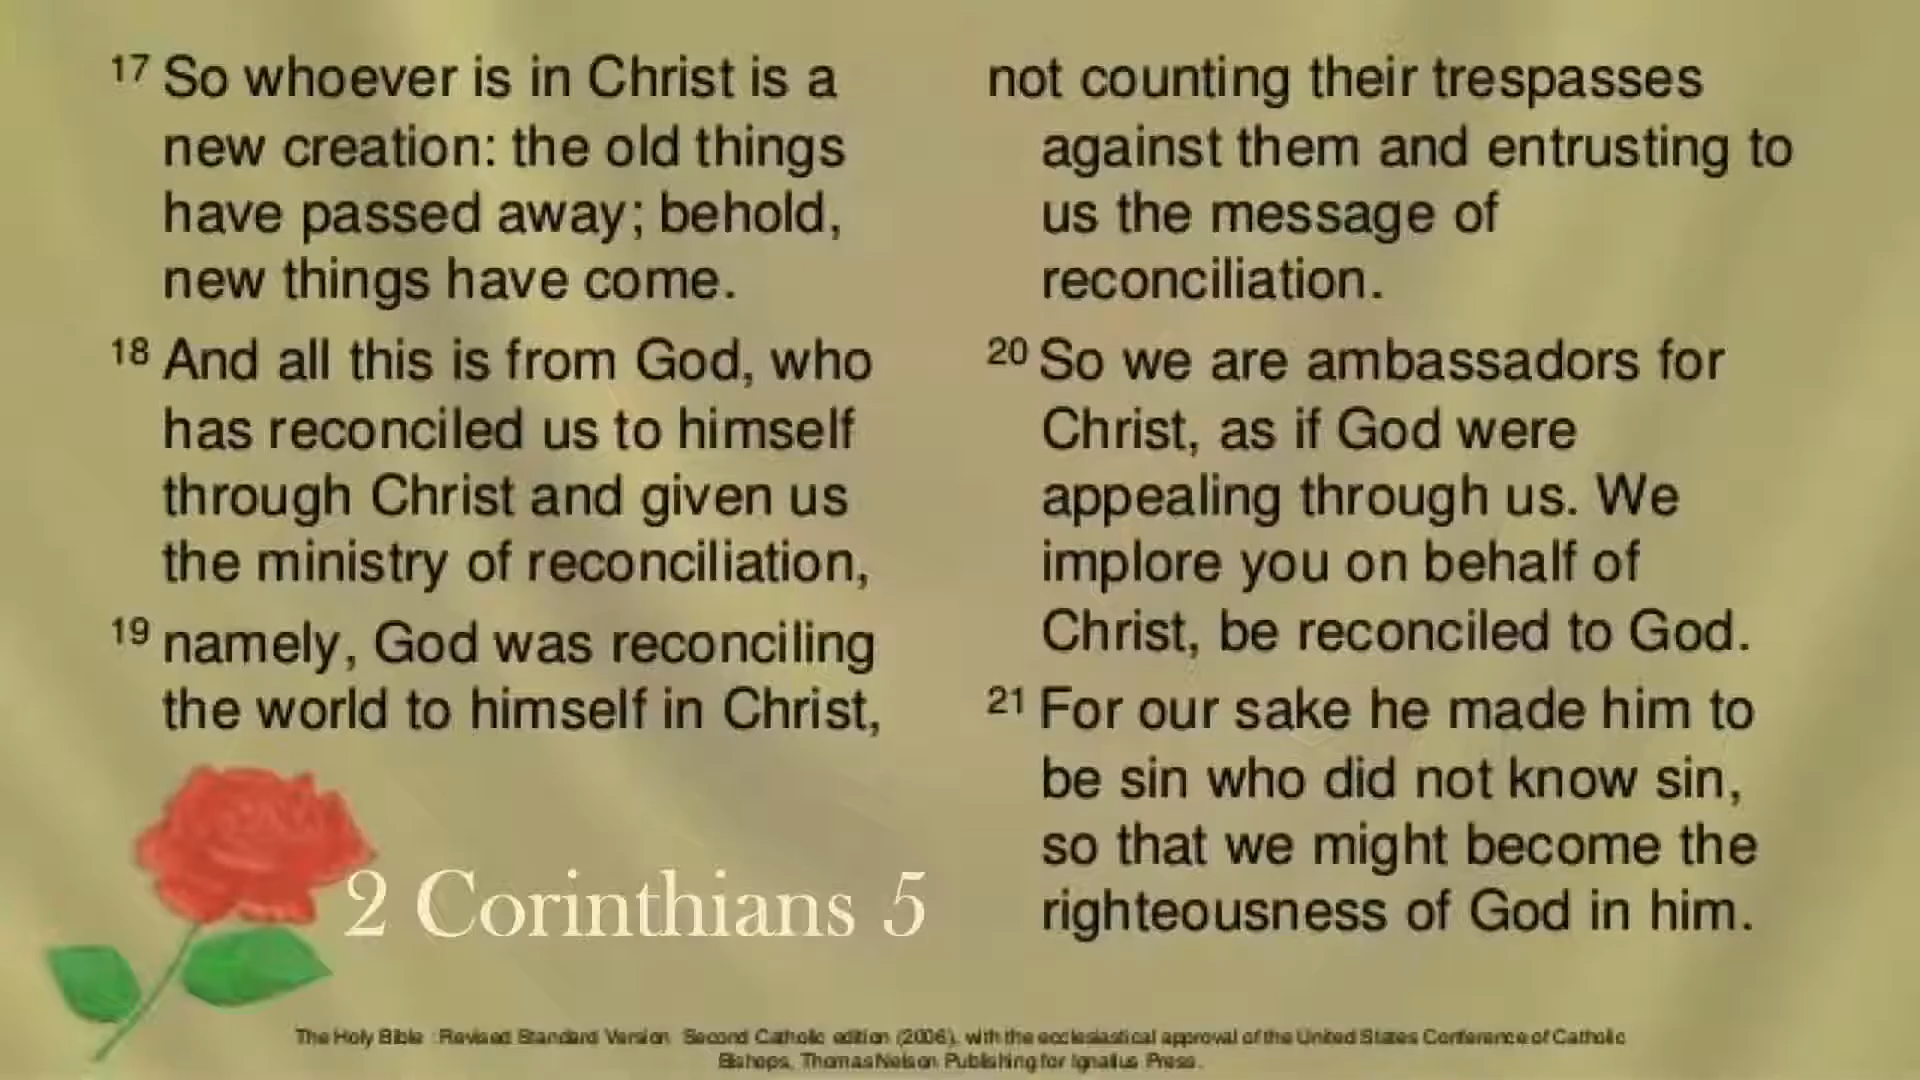 17 So whoever is in Christ is a
new creation: the old things
have passed away; behold,
new things have come.
18 And all this is from God, who
has reconciled us to himself
through Christ and given us
the ministry of reconciliation,
19 namely, God was reconciling
the world to himself in Christ,
not counting their trespasses
against them and entrusting to
us the message of
reconciliation.
20 So we are ambassadors for
Christ, as if God were
appealing through us. We
implore you on behalf of
Christ, be reconciled to God.
21 For our sake he made him to
be sin who did not know sin,
so that we might become the
righteousness of God in him.
2 Corinthians 5
The Holy Bible : Revised Standard Version Second Catholic edition (2006), with the ecclesiastical approval of the United States Conference of Catholic
Bishops, Thomas Nelson Publishing for Ignatius Press.